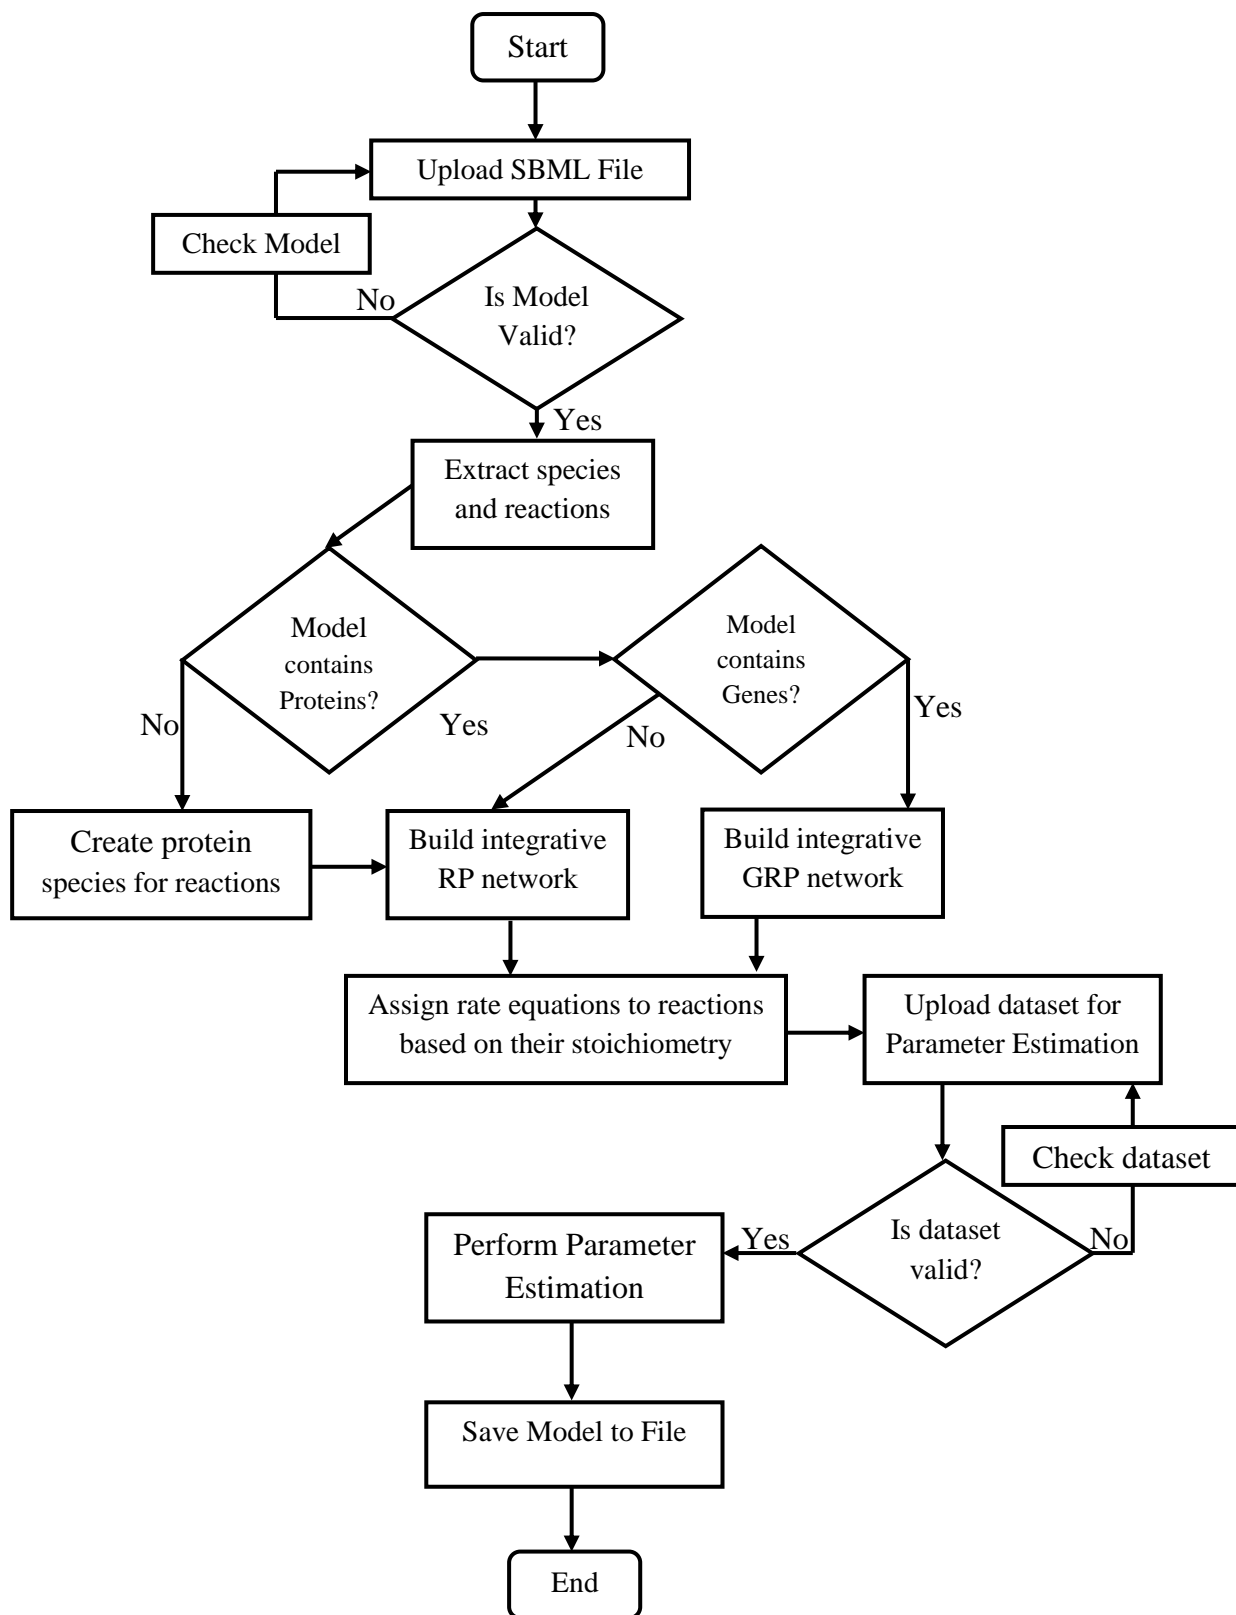 Start
Upload SBML File
Check Model
No
Is Model
Valid?
Yes
Extract species
and reactions
Model
contains
Proteins?
Model
contains
Genes?
No
Yes
No
Yes
Create protein
species for reactions
Build integrative
RP network
Build integrative
GRP network
Assign rate equations to reactions
based on their stoichiometry
Upload dataset for
Parameter Estimation
Check dataset
Perform Parameter
Estimation
Yes
Is dataset
valid?
No
Save Model to File
End